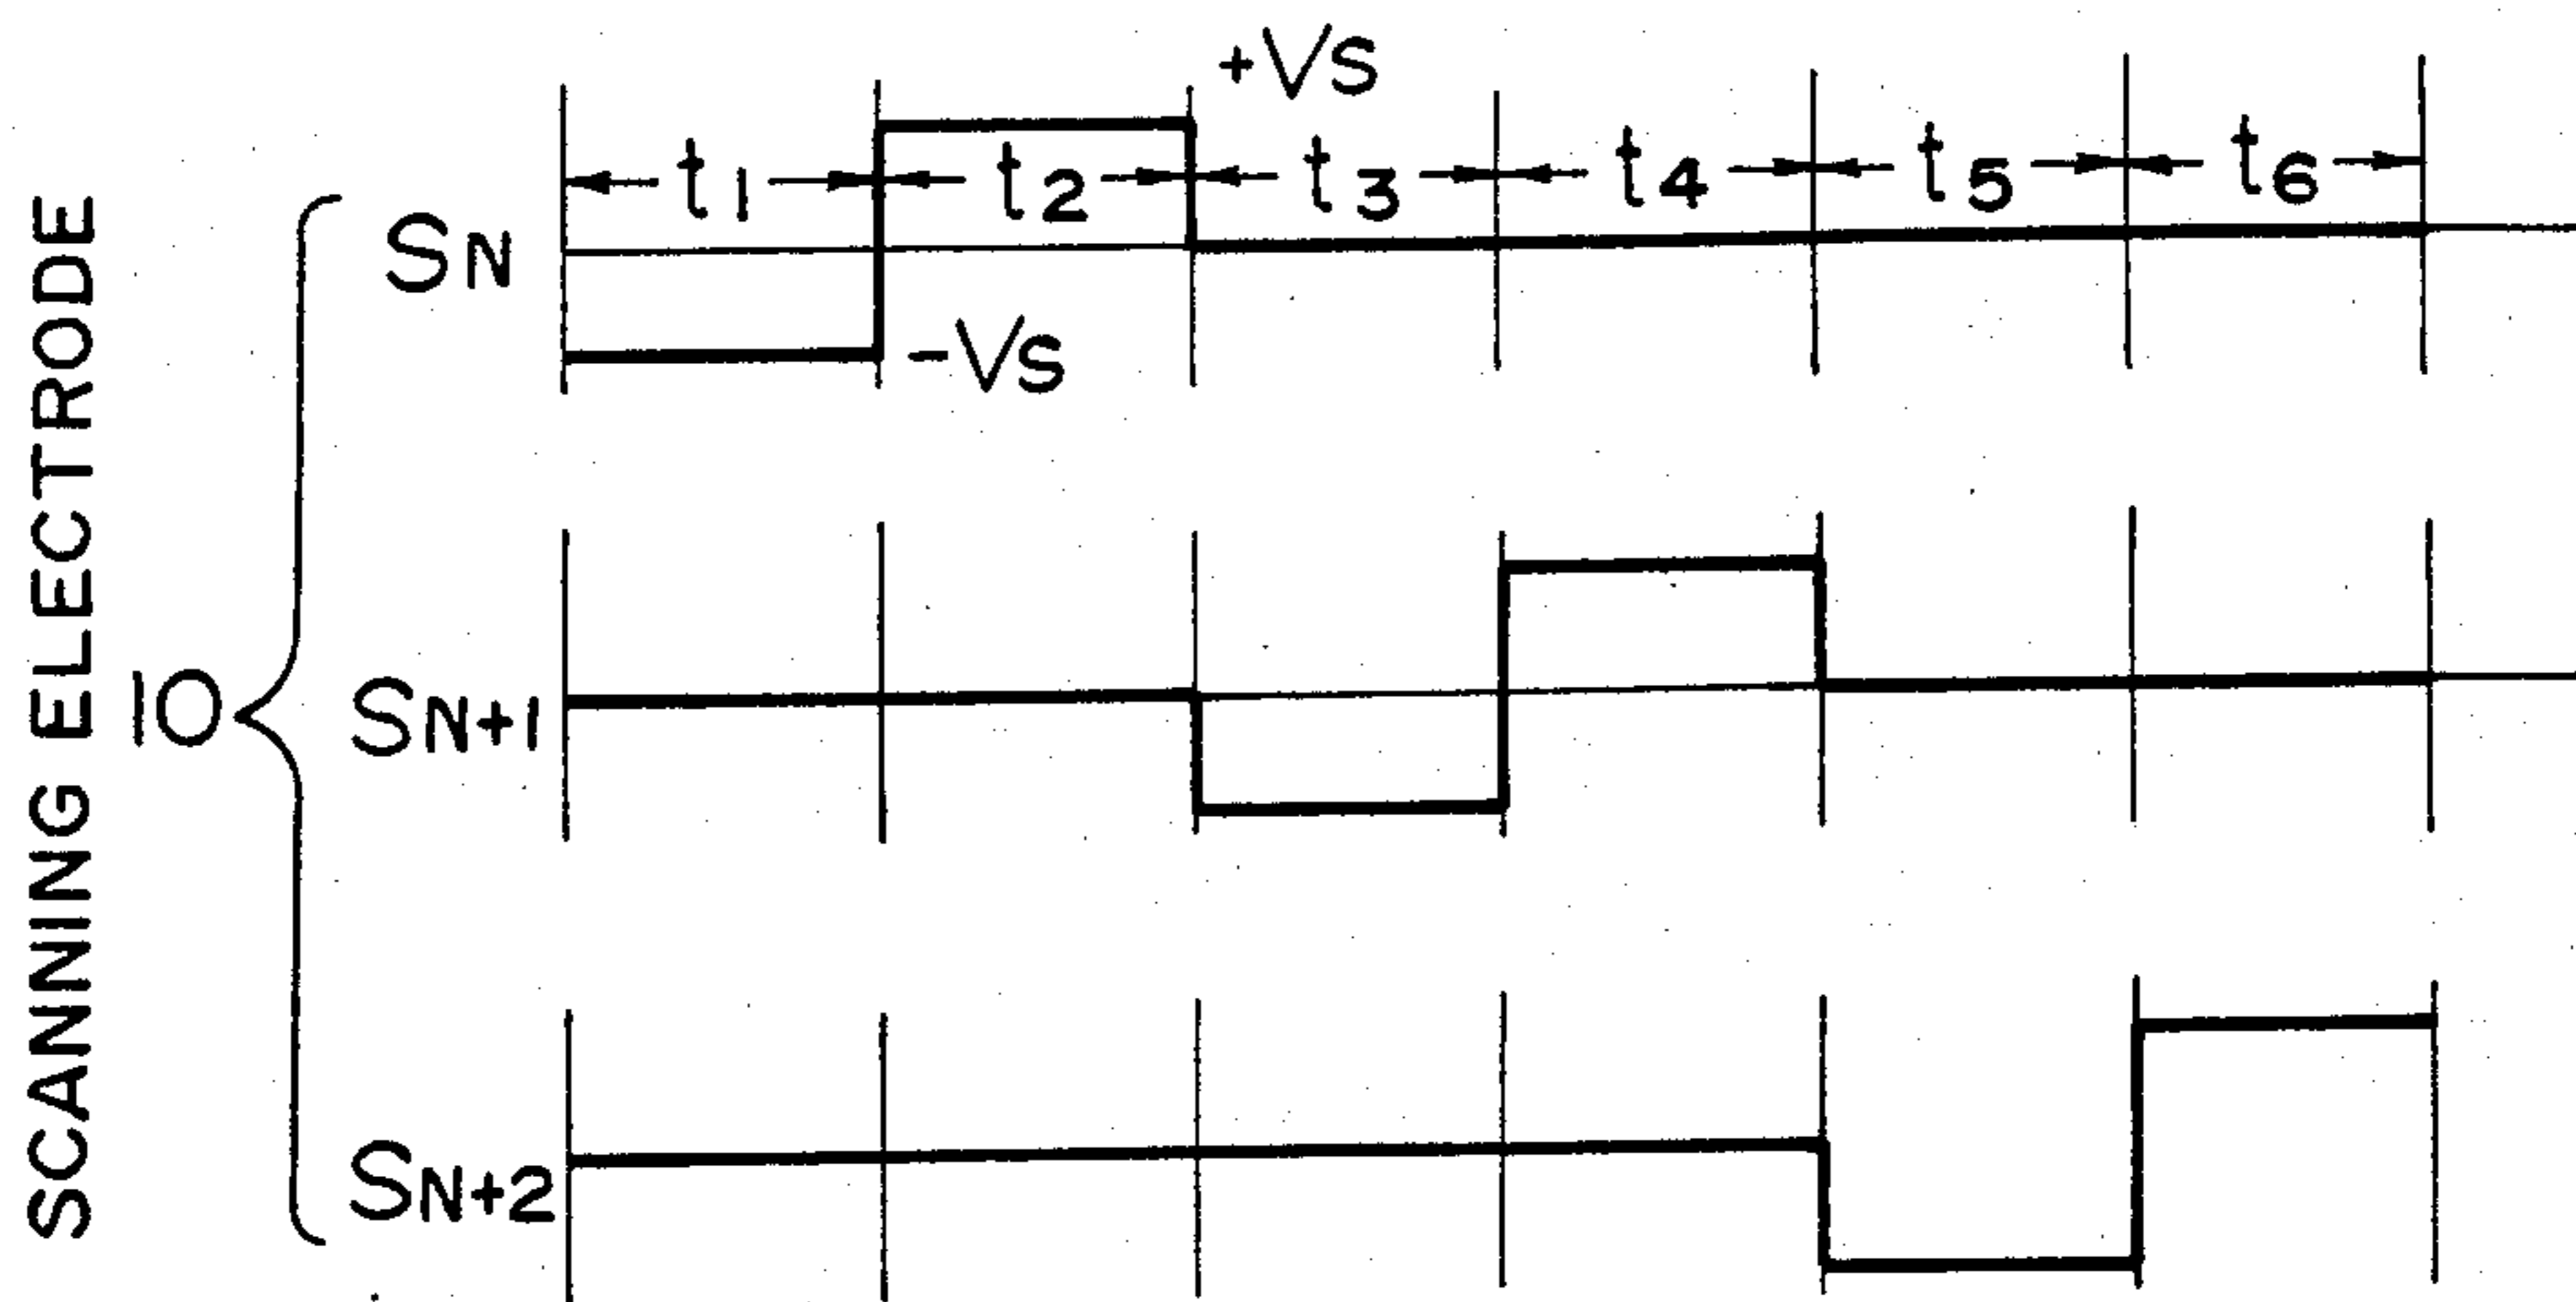 SCANNING ELECTRODE
10
+Vs
t1 t2 t3 t4 t5 t6
SN
-Vs
SN+1
SN+2